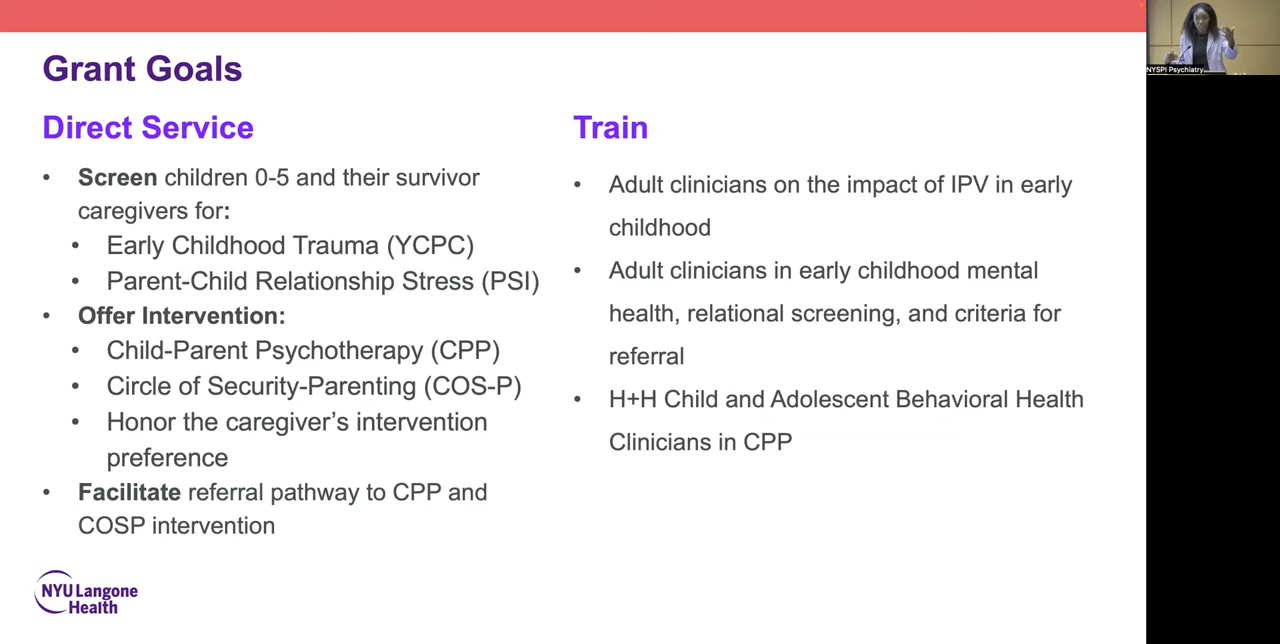 Grant Goals
Direct Service
• Screen children 0-5 and their survivor
caregivers for:
• Early Childhood Trauma (YCPC)
• Parent-Child Relationship Stress (PSI)
• Offer Intervention:
• Child-Parent Psychotherapy (CPP)
• Circle of Security-Parenting (COS-P)
• Honor the caregiver's intervention
preference
• Facilitate referral pathway to CPP and
COSP intervention
Train
• Adult clinicians on the impact of IPV in early
childhood
• Adult clinicians in early childhood mental
health, relational screening, and criteria for
referral
• H+H Child and Adolescent Behavioral Health
Clinicians in CPP
NYU Langone
Health
NYSPI Psychiatry